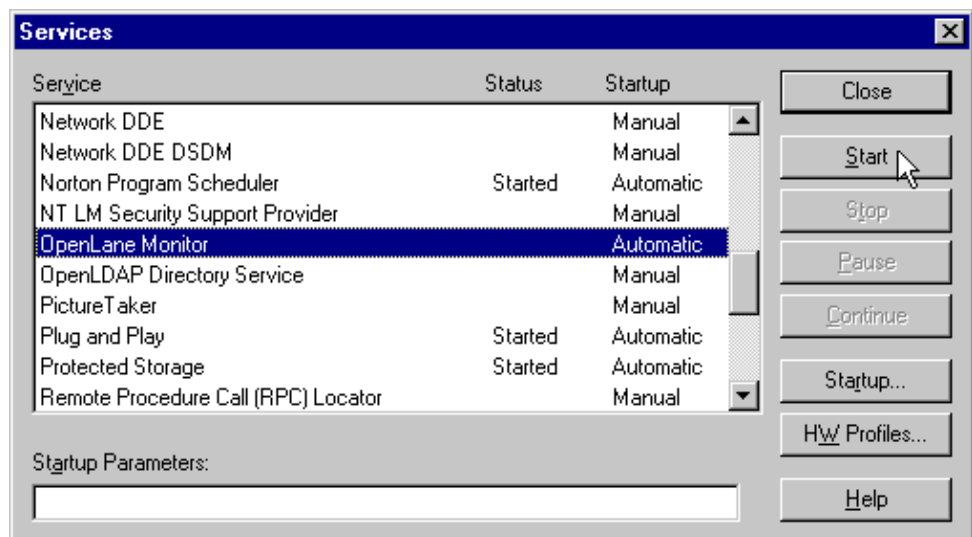 Services
Service Status Startup
Network DDE Manual
Network DDE DSDM Manual
Norton Program Scheduler Started Automatic
NT LM Security Support Provider Manual
OpenLane Monitor Automatic
OpenLDAP Directory Service Manual
PictureTaker Manual
Plug and Play Started Automatic
Protected Storage Started Automatic
Remote Procedure Call (RPC) Locator Manual
Startup Parameters:
Close
Start
Stop
Pause
Continue
Startup...
HW Profiles...
Help